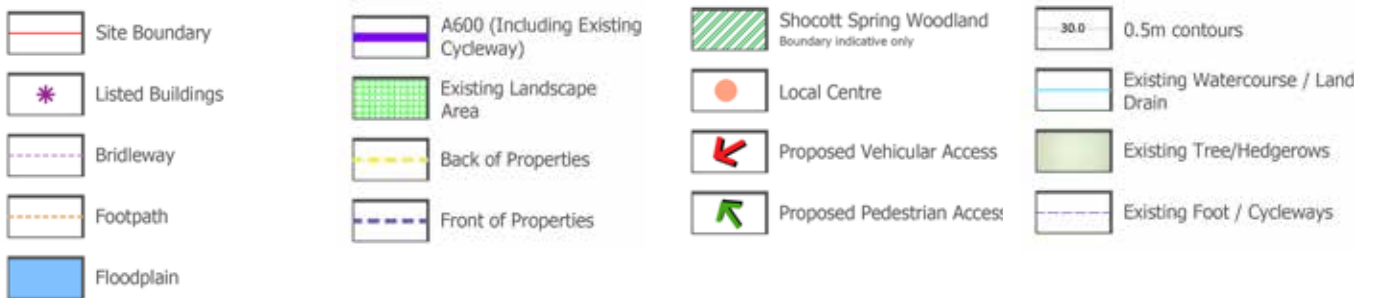 Site Boundary
Listed Buildings
Bridleway
Footpath
Floodplain
A600 (Including Existing
Cycleway)
Existing Landscape
Area
Back of Properties
Front of Properties
Shocott Spring Woodland
Boundary indicative only
Local Centre
Proposed Vehicular Access
Proposed Pedestrian Access
30.0
0.5m contours
Existing Watercourse / Land
Drain
Existing Tree/Hedgerows
Existing Foot / Cycleways